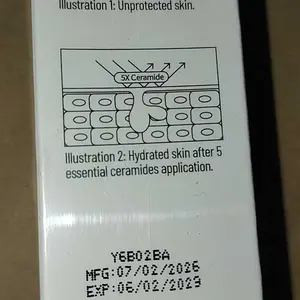 Illustration 1: Unprotected skin.
5X Ceramide
Illustration 2: Hydrated skin after 5
essential ceramides application.
Y6B02BA
MFG:07/02/2026
EXP:06/02/2029